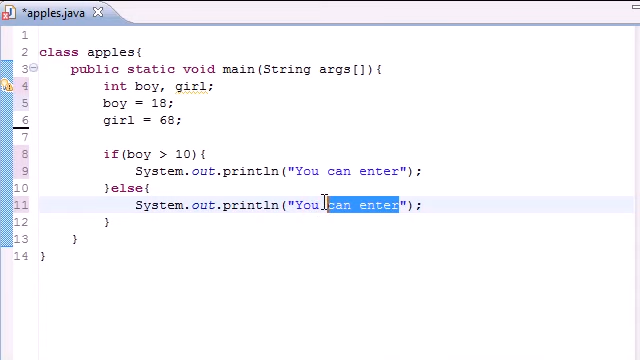 *apples.java
1
2 class apples{
3 public static void main(String args[]){
4 int boy, girl;
5 boy = 18;
6 girl = 68;
7
8 if(boy > 10){
9 System.out.println("You can enter");
10 }else{
11 System.out.println("You can enter");
12 }
13 }
14 }